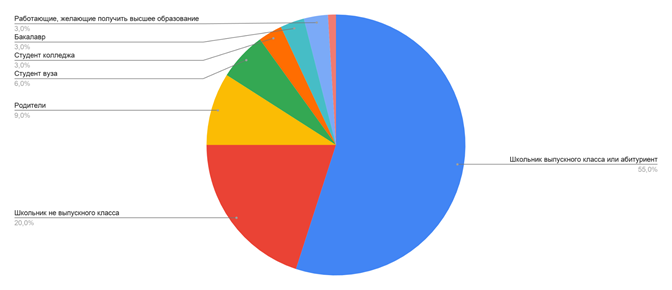 Работающие, желающие получить высшее образование
3,0%
Бакалавр
3,0%
Студент колледжа
3,0%
Студент вуза
6,0%
Родители
9,0%
Школьник выпускного класса или абитуриент
55,0%
Школьник не выпускного класса
20,0%